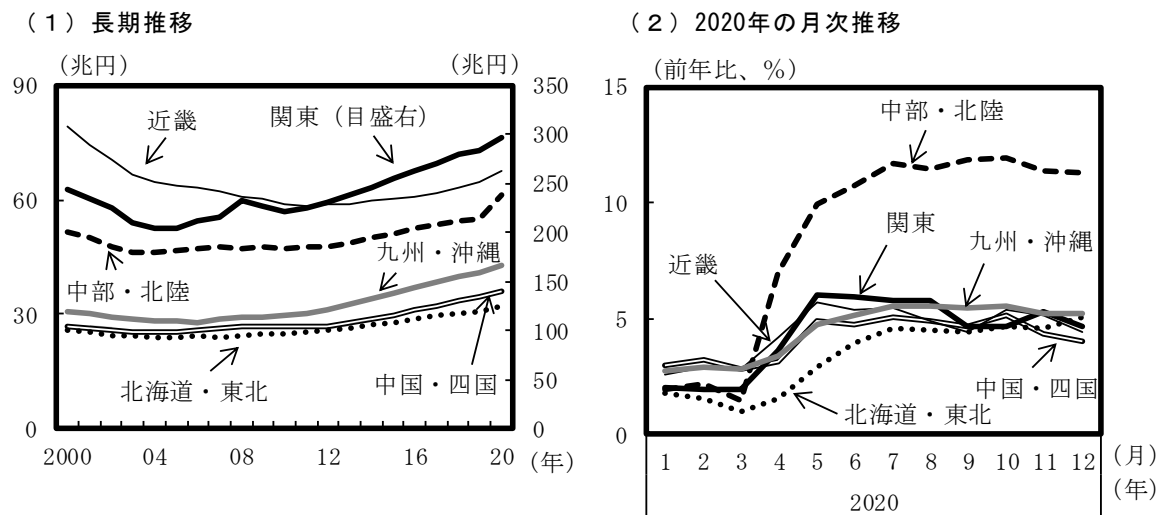 （１）長期推移
（兆円）
（兆円）
90
60
30
0
350
300
250
200
150
100
50
0
近畿
関東（目盛右）
中部・北陸
九州・沖縄
北海道・東北
中国・四国
2000 04 08 12 16 20 （年）
（２）2020年の月次推移
（前年比、％）
15
10
5
0
中部・北陸
関東
九州・沖縄
近畿
中国・四国
北海道・東北
1 2 3 4 5 6 7 8 9 10 11 12 （月）
2020 （年）